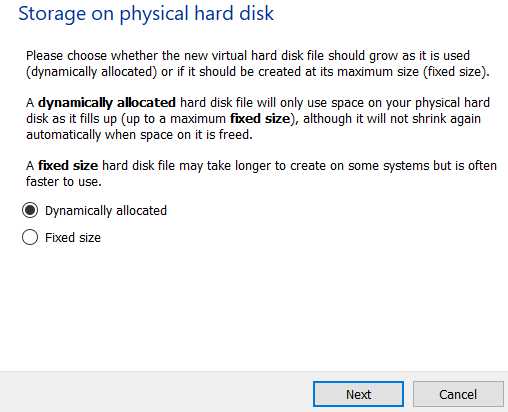 Storage on physical hard disk
Please choose whether the new virtual hard disk file should grow as it is used
(dynamically allocated) or if it should be created at its maximum size (fixed size).
A dynamically allocated hard disk file will only use space on your physical hard
disk as it fills up (up to a maximum fixed size), although it will not shrink again
automatically when space on it is freed.
A fixed size hard disk file may take longer to create on some systems but is often
faster to use.
Dynamically allocated
Fixed size
Next
Cancel